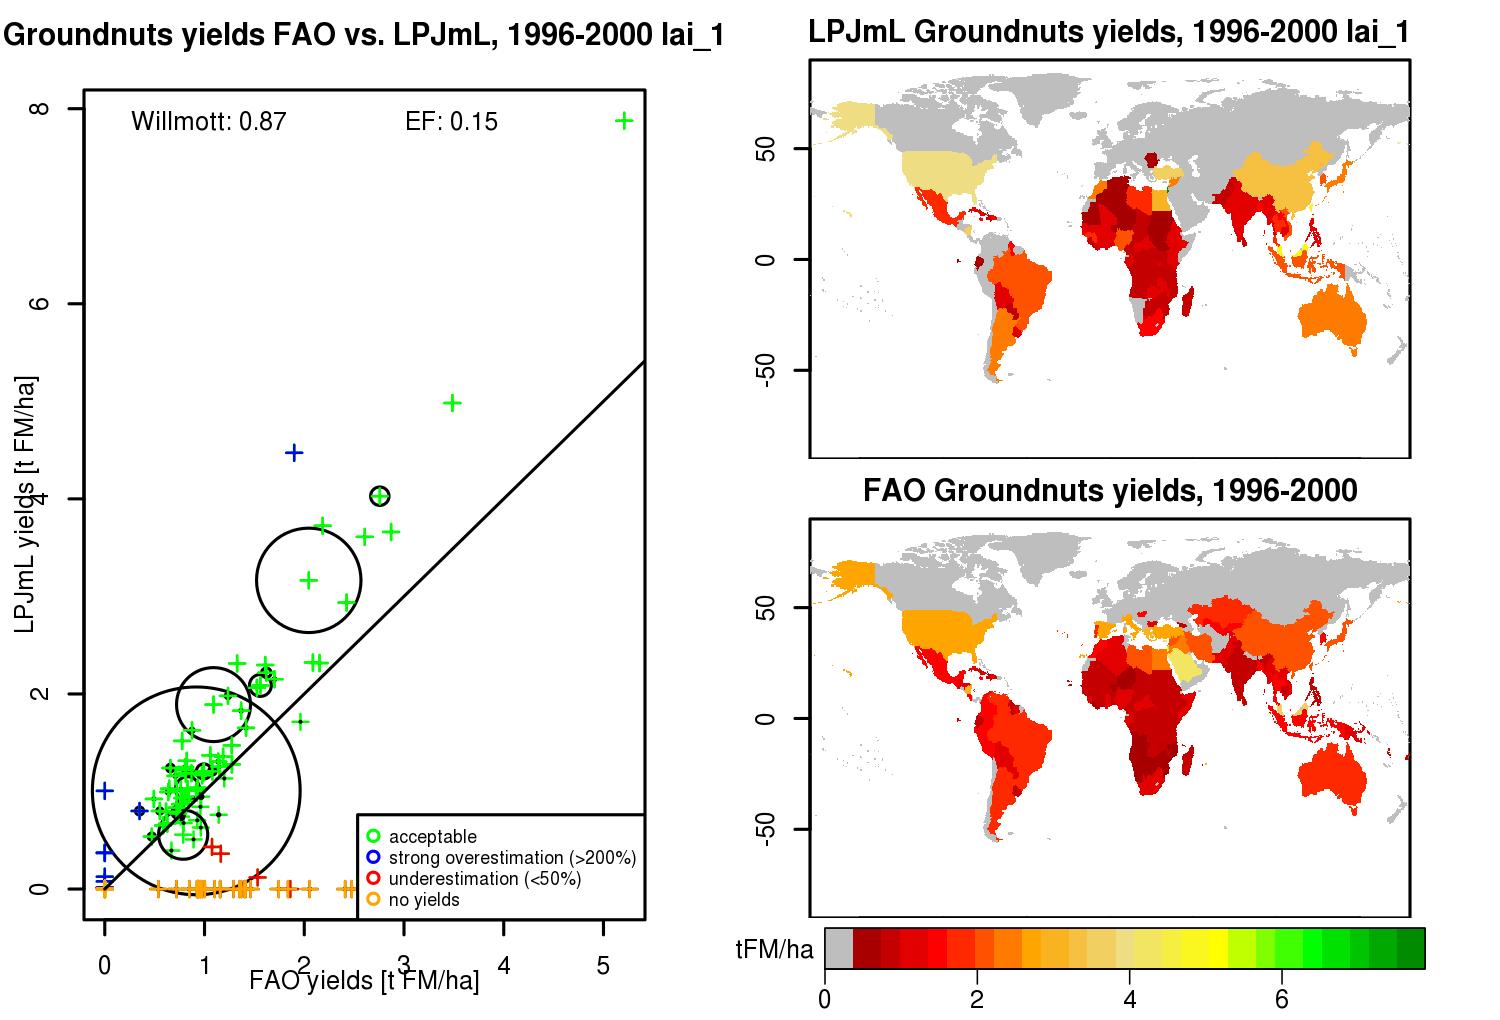 Groundnuts yields FAO vs. LPJmL, 1996-2000 lai_1
Willmott: 0.87
EF: 0.15
LPJmL yields [t FM/ha]
8
6
4
2
0
0
1
2
3
4
5
FAO yields [t FM/ha]
acceptable
strong overestimation (>200%)
underestimation (<50%)
no yields
LPJmL Groundnuts yields, 1996-2000 lai_1
50
0
-50
FAO Groundnuts yields, 1996-2000
50
0
-50
tFM/ha
0
2
4
6